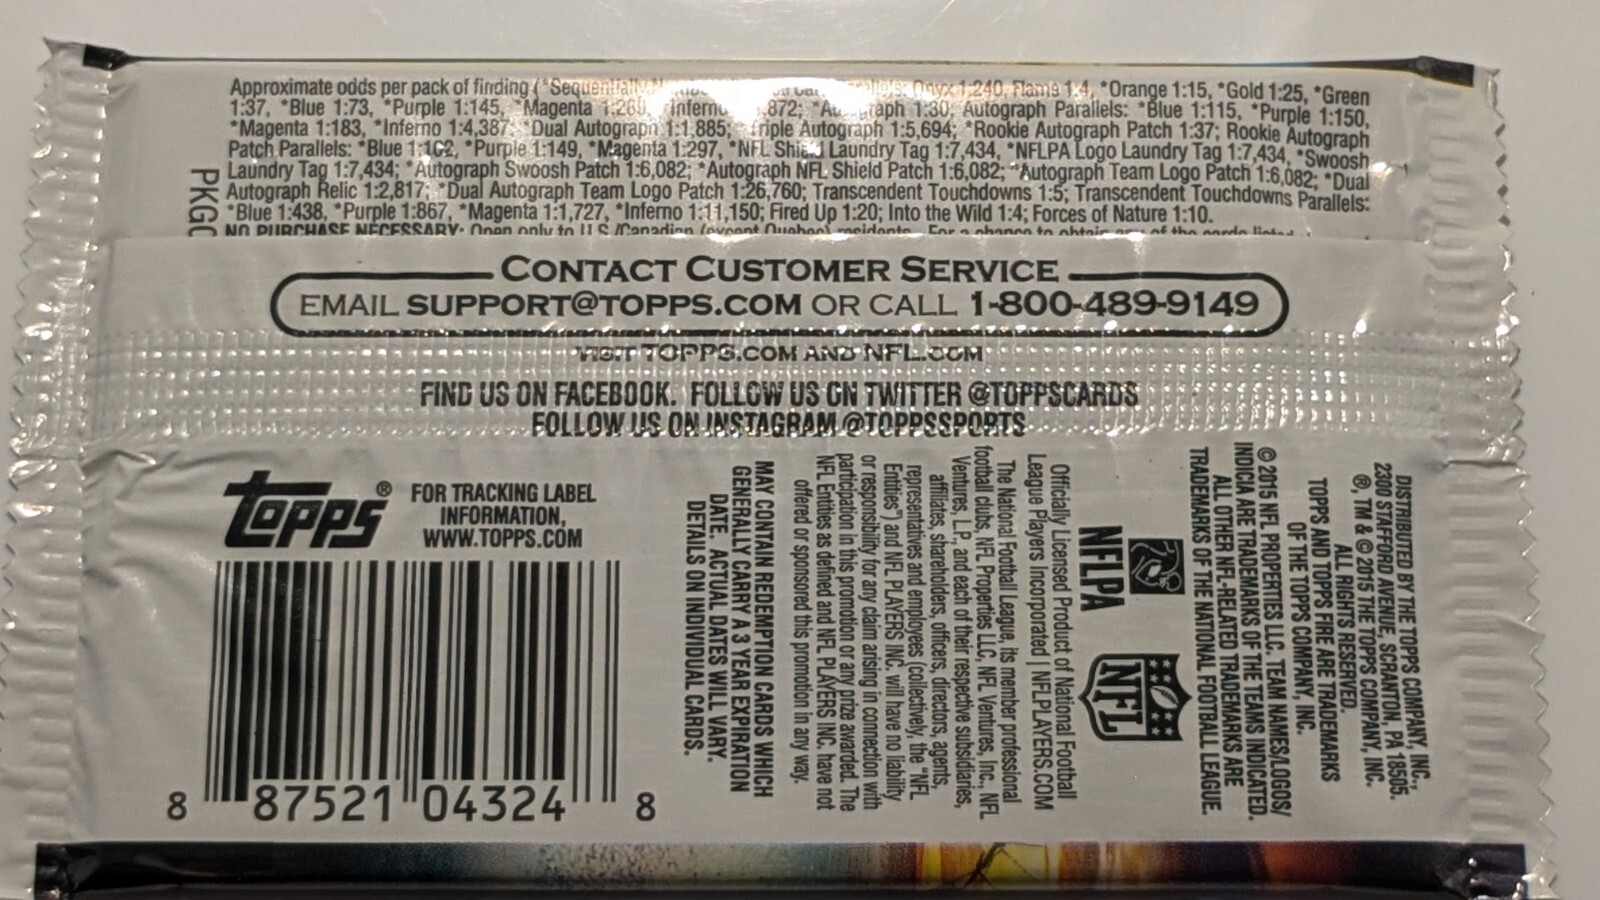 Approximate odds per pack of finding (*Sequentially Onyx 1:240, Flame 1:4, *Orange 1:15, *Gold 1:25, *Green
1:37, *Blue 1:73, *Purple 1:145, *Magenta Inferno 872; *Autograph 1:30; Autograph Parallels: *Blue 1:115, *Purple 1:150,
*Magenta 1:183, *Inferno 1:4,387; *Dual Autograph 1:1,885; Triple Autograph 1:5,694; *Rookie Autograph Patch 1:37; Rookie Autograph
Patch Parallels: *Blue *Purple 1:149, *Magenta 1:297, *NFL Shield Laundry Tag 1:7,434, *NFLPA Logo Laundry Tag 1:7,434, *Swoosh
Laundry Tag 1:7,434; *Autograph Swoosh Patch 1:6,082; *Autograph NFL Shield Patch 1:6,082; *Autograph Team Logo Patch 1:6,082; *Dual
Autograph Relic 1:2,817; *Dual Autograph Team Logo Patch 1:26,760; Transcendent Touchdowns 1:5; Transcendent Touchdowns Parallels:
*Blue 1:438, *Purple 1:867, *Magenta 1:1,727, *Inferno 1:11,150; Fired Up 1:20; Into the Wild 1:4; Forces of Nature 1:10.
NO PURCHASE NECESSARY: Open only to U.S./Canadian (except Quebec) residents. For a chance to obtain any of the cards listed
PKG
CONTACT CUSTOMER SERVICE
EMAIL SUPPORT@TOPPS.COM OR CALL 1-800-489-9149
VISIT TOPPS.COM AND NFL.COM
FIND US ON FACEBOOK. FOLLOW US ON TWITTER @TOPPSCARDS
FOLLOW US ON INSTAGRAM @TOPPSSPORTS
topps®
FOR TRACKING LABEL
INFORMATION,
WWW.TOPPS.COM
8 87521 04324 8
MAY CONTAIN REDEMPTION CARDS WHICH
GENERALLY CARRY A 3 YEAR EXPIRATION
DATE. ACTUAL DATES WILL VARY.
DETAILS ON INDIVIDUAL CARDS.
Officially Licensed Product of National Football
League Players Incorporated | NFLPLAYERS.COM
The National Football League, its member professional
football clubs, NFL Properties LLC, NFL Ventures, Inc., NFL
Ventures, L.P. and each of their respective subsidiaries,
affiliates, shareholders, officers, directors, agents,
representatives and employees (collectively, the "NFL
Entities") and NFL PLAYERS INC. will have no liability
or responsibility for any claim arising in connection with
participation in this promotion or any prize awarded. The
NFL Entities as defined and NFL PLAYERS INC. have not
offered or sponsored this promotion in any way.
NFLPA
NFL
DISTRIBUTED BY THE TOPPS COMPANY, INC.,
2300 STAFFORD AVENUE, SCRANTON, PA 18505.
®, TM & © 2015 THE TOPPS COMPANY, INC.
ALL RIGHTS RESERVED.
TOPPS AND TOPPS FIRE ARE TRADEMARKS
OF THE TOPPS COMPANY, INC.
© 2015 NFL PROPERTIES LLC. TEAM NAMES/LOGOS/
INDICIA ARE TRADEMARKS OF THE TEAMS INDICATED.
ALL OTHER NFL-RELATED TRADEMARKS ARE
TRADEMARKS OF THE NATIONAL FOOTBALL LEAGUE.